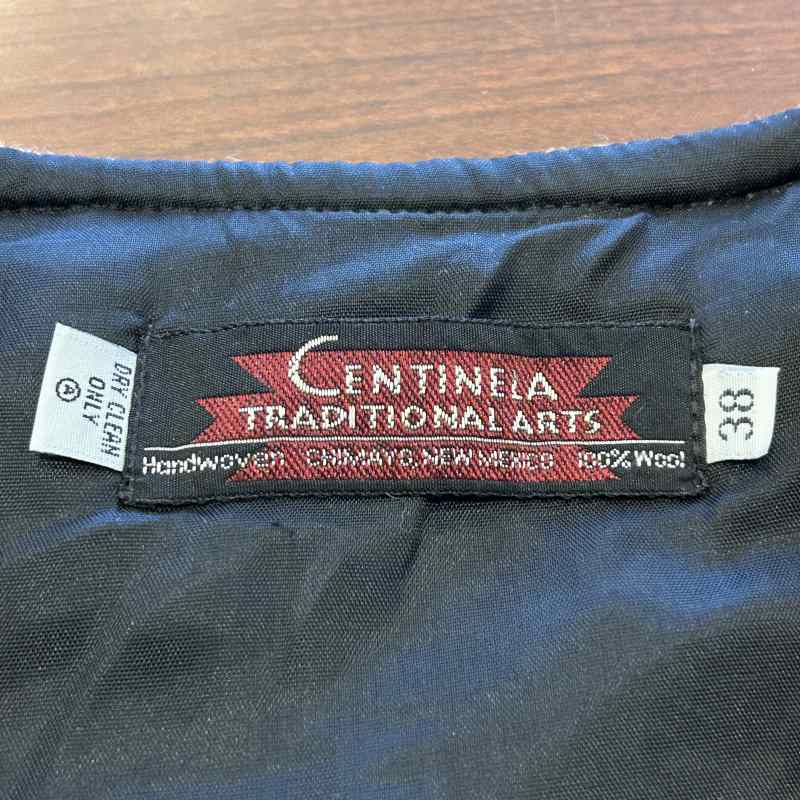 CENTINELA
TRADITIONAL ARTS
Handwoven CHIMAYO, NEW MEXICO 100% Wool
DRY CLEAN
ONLY
A
38